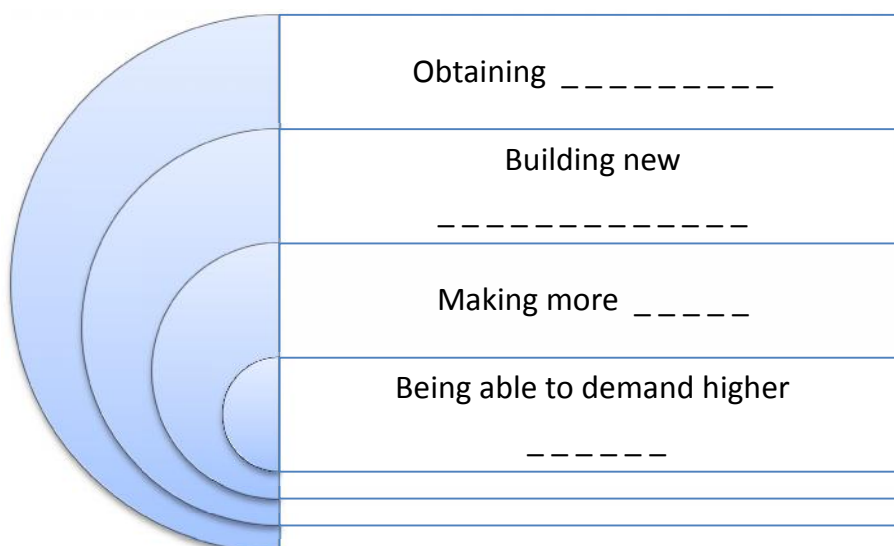 Obtaining _ _ _ _ _ _ _ _ _
Building new
_ _ _ _ _ _ _ _ _ _ _ _ _
Making more _ _ _ _ _
Being able to demand higher
_ _ _ _ _ _